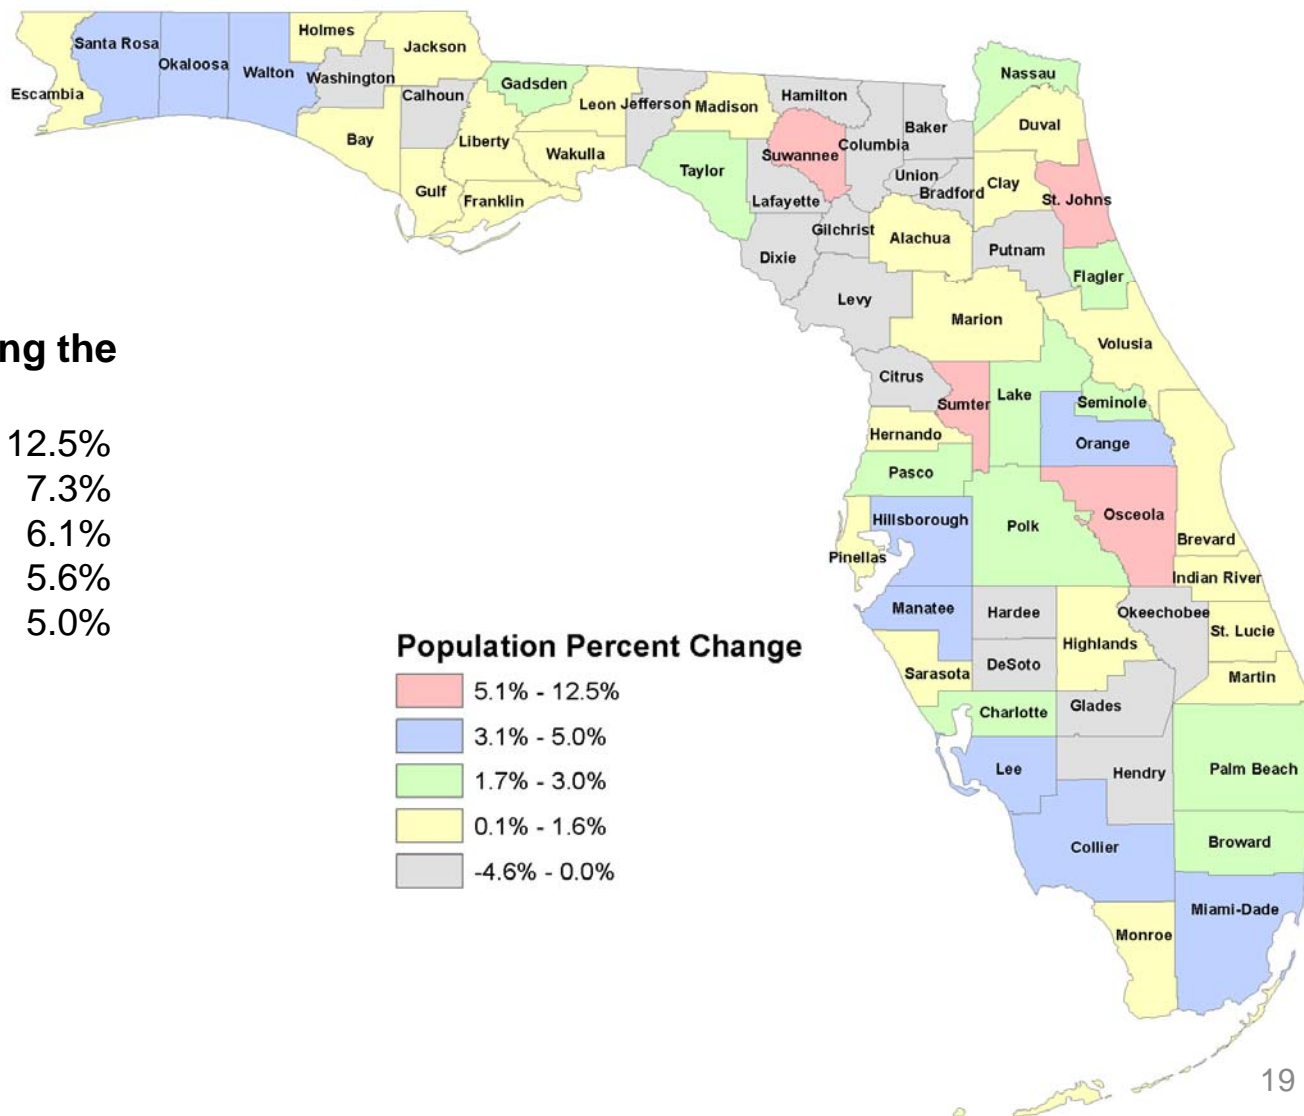 Holmes
Santa Rosa
Jackson
Okaloosa
Walton
Washington
Escambia
Calhoun
Gadsden
Leon
Jefferson
Madison
Hamilton
Nassau
Bay
Liberty
Wakulla
Gulf
Franklin
Taylor
Suwannee
Columbia
Baker
Duval
Union
Bradford
Clay
Lafayette
St. Johns
Gilchrist
Alachua
Putnam
Dixie
Flagler
Levy
Marion
Volusia
Citrus
Sumter
Lake
Seminole
Hernando
Orange
Pasco
Hillsborough
Polk
Osceola
Brevard
Pinellas
Indian River
Manatee
Hardee
Okeechobee
St. Lucie
Highlands
Sarasota
DeSoto
Martin
Charlotte
Glades
Lee
Hendry
Palm Beach
Collier
Broward
Miami-Dade
Monroe
ng the
12.5%
7.3%
6.1%
5.6%
5.0%
Population Percent Change
5.1% - 12.5%
3.1% - 5.0%
1.7% - 3.0%
0.1% - 1.6%
-4.6% - 0.0%
19